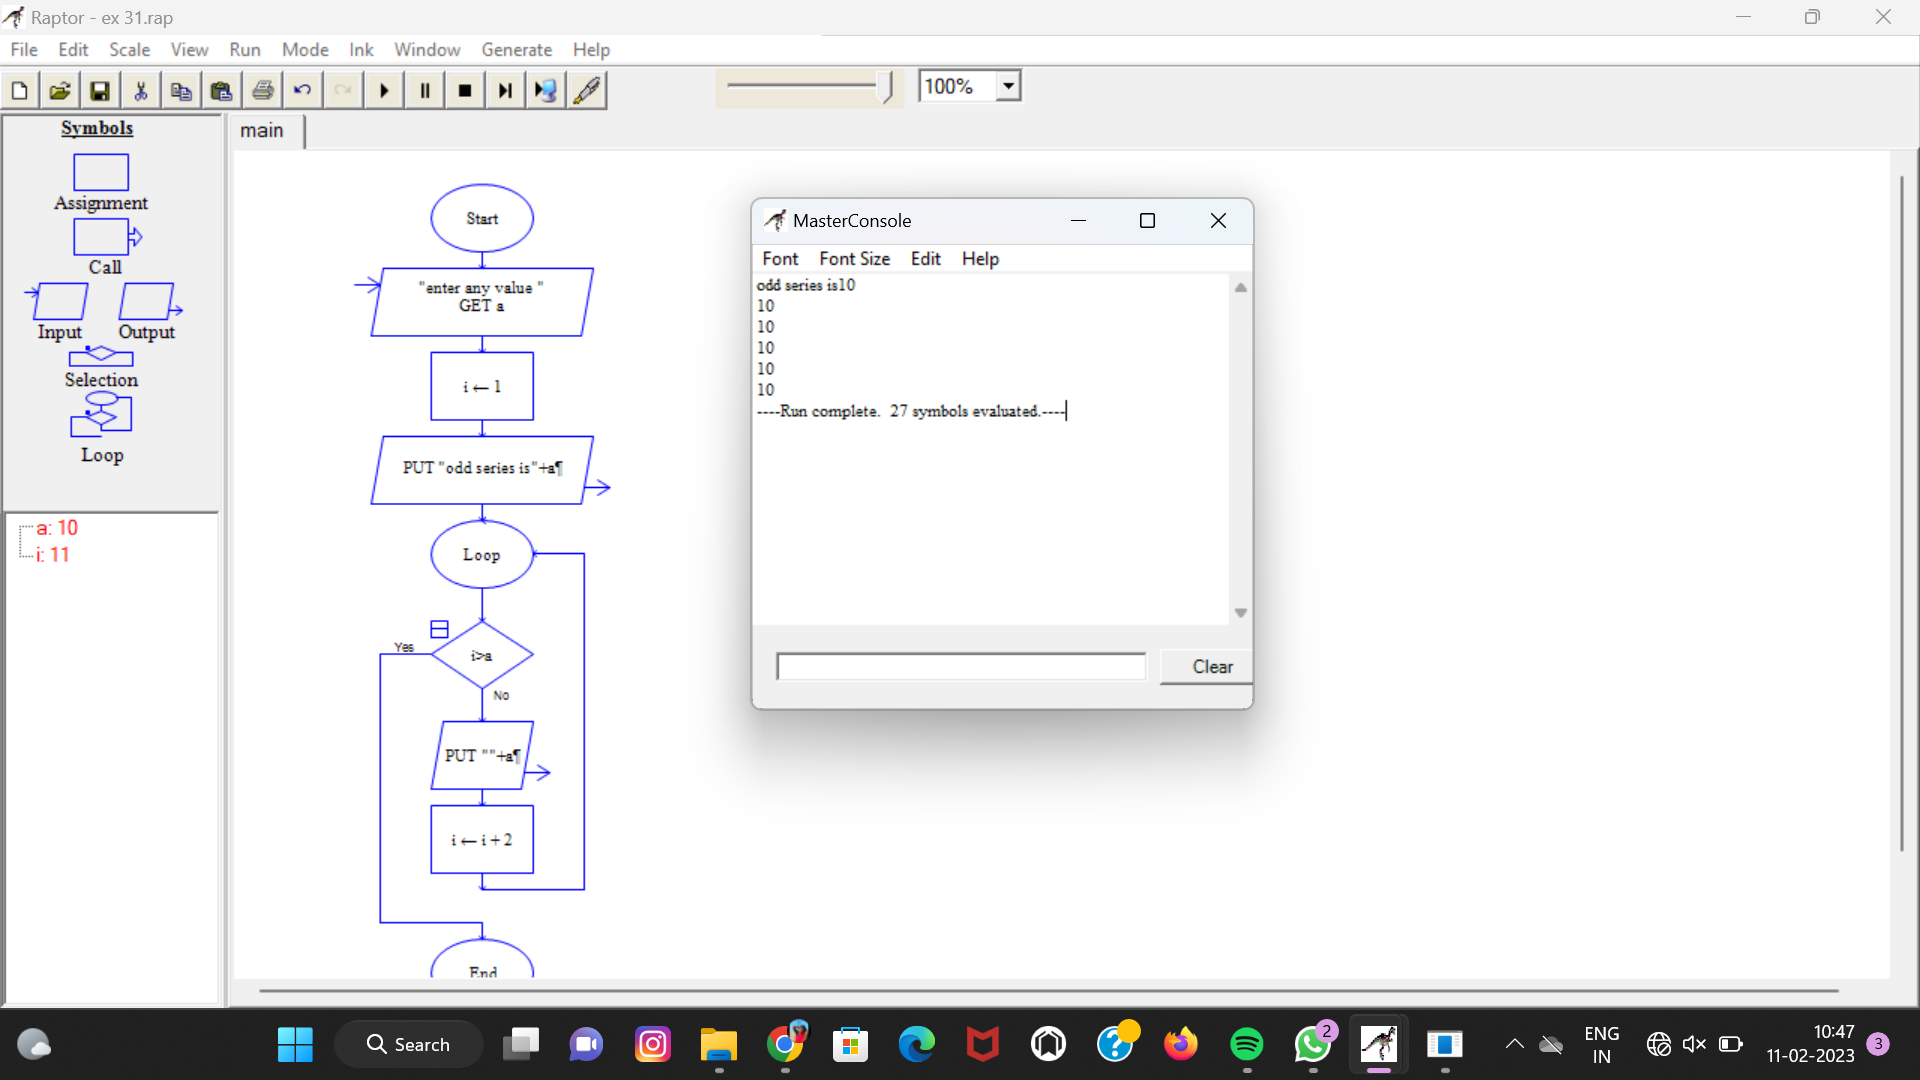 Raptor - ex 31.rap
File Edit Scale View Run Mode Ink Window Generate Help
100%
Symbols
Assignment
Call
Input Output
Selection
Loop
a: 10
i: 11
main
Start
"enter any value "
GET a
i ← 1
PUT "odd series is"+a¶
Loop
Yes
i>a
No
PUT ""+a¶
i ← i + 2
End
MasterConsole
Font Font Size Edit Help
odd series is10
10
10
10
10
10
----Run complete.  27 symbols evaluated.----
Clear
Search
2
ENG
IN
10:47
11-02-2023
3